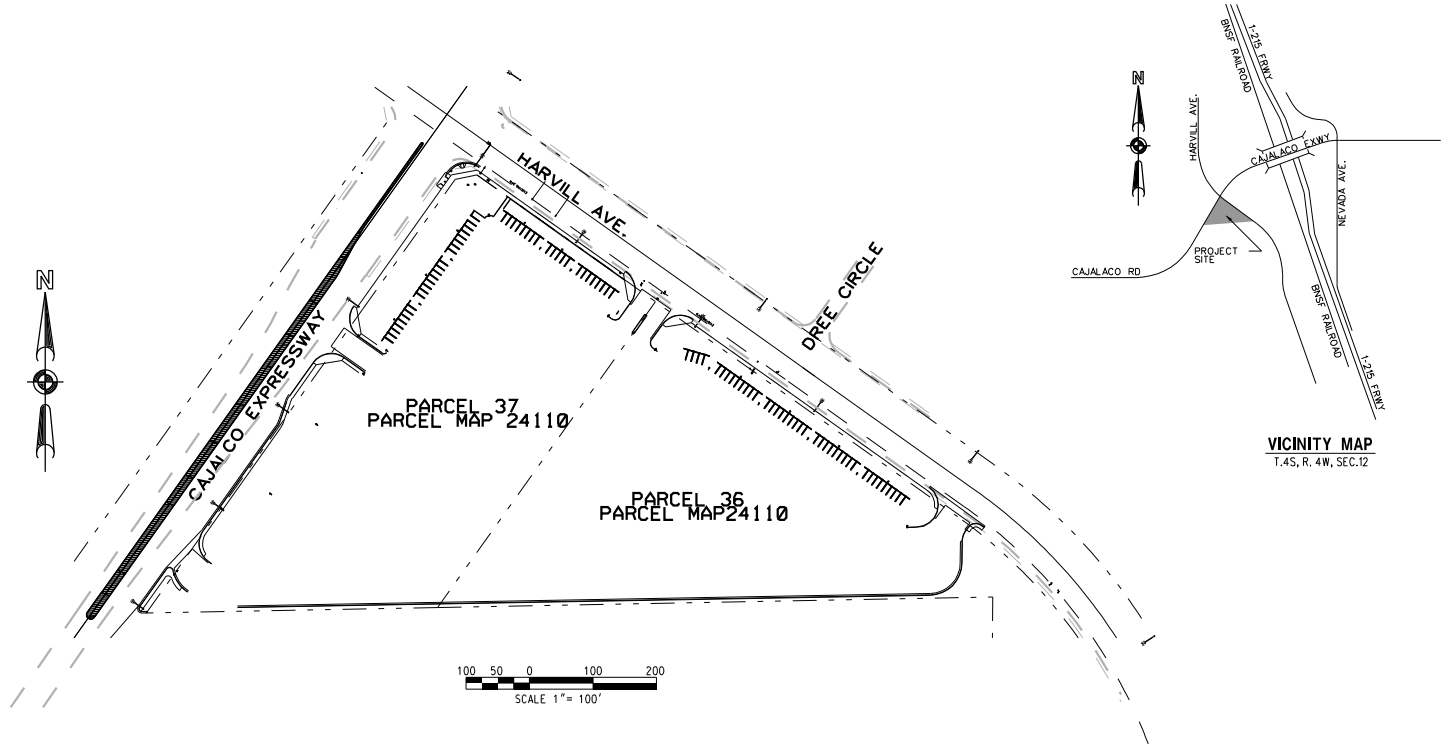 N
HARVILL AVE.
DREE CIRCLE
CAJALCO EXPRESSWAY
PARCEL 37
PARCEL MAP 24110
PARCEL 36
PARCEL MAP24110
100 50 0 100 200
SCALE 1"= 100'
N
I-215 FRWY
BNSF RAILROAD
HARVILL AVE.
CAJALACO EXWY
NEVADA AVE.
PROJECT
SITE
CAJALACO RD
BNSF RAILROAD
I-215 FRWY
VICINITY MAP
T.4S, R. 4W, SEC.12